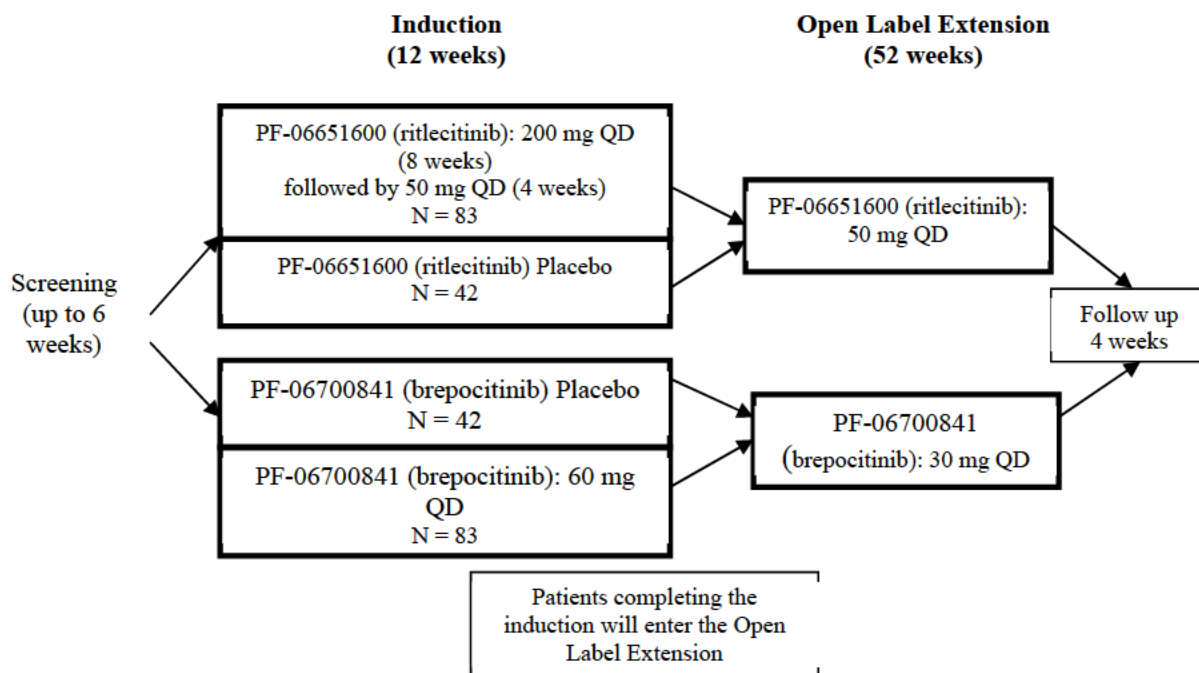 Induction
(12 weeks)
Open Label Extension
(52 weeks)
PF-06651600 (ritlecitinib): 200 mg QD
(8 weeks)
followed by 50 mg QD (4 weeks)
N = 83
PF-06651600 (ritlecitinib) Placebo
N = 42
PF-06651600 (ritlecitinib):
50 mg QD
Screening
(up to 6
weeks)
Follow up
4 weeks
PF-06700841 (brepocitinib) Placebo
N = 42
PF-06700841 (brepocitinib): 60 mg
QD
N = 83
PF-06700841
(brepocitinib): 30 mg QD
Patients completing the
induction will enter the Open
Label Extension